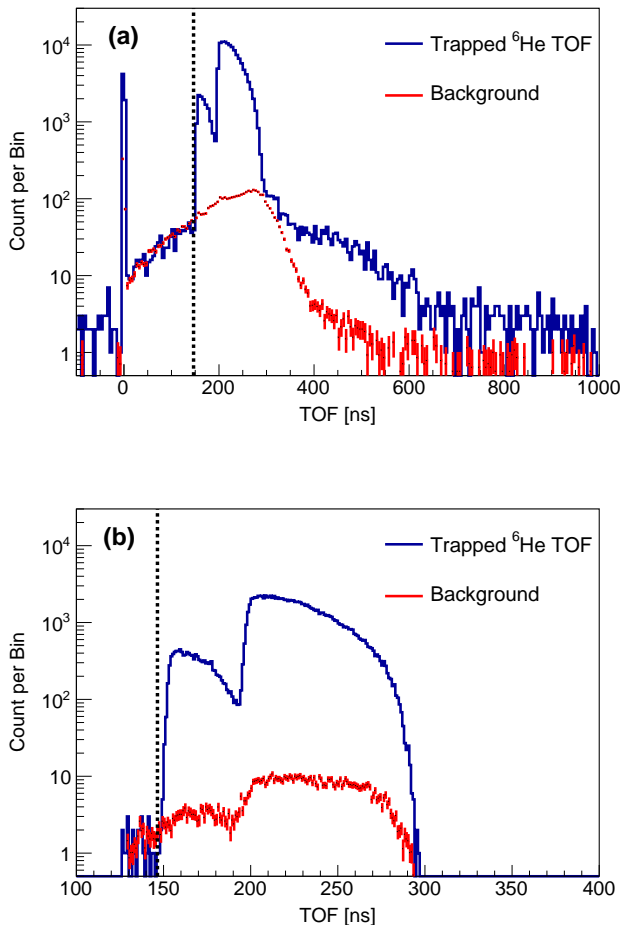 (a)
Trapped ⁶He TOF
Background
Count per Bin
10⁴
10³
10²
10
1
0 200 400 600 800 1000
TOF [ns]
(b)
Trapped ⁶He TOF
Background
Count per Bin
10⁴
10³
10²
10
1
100 150 200 250 300 350 400
TOF [ns]